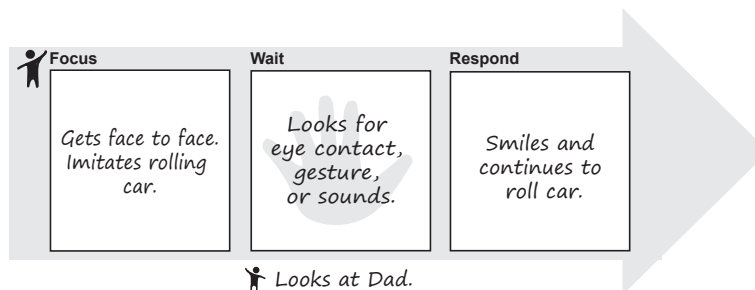 Focus
Gets face to face.
Imitates rolling
car.
Wait
Looks for
eye contact,
gesture,
or sounds.
Respond
Smiles and
continues to
roll car.
Looks at Dad.